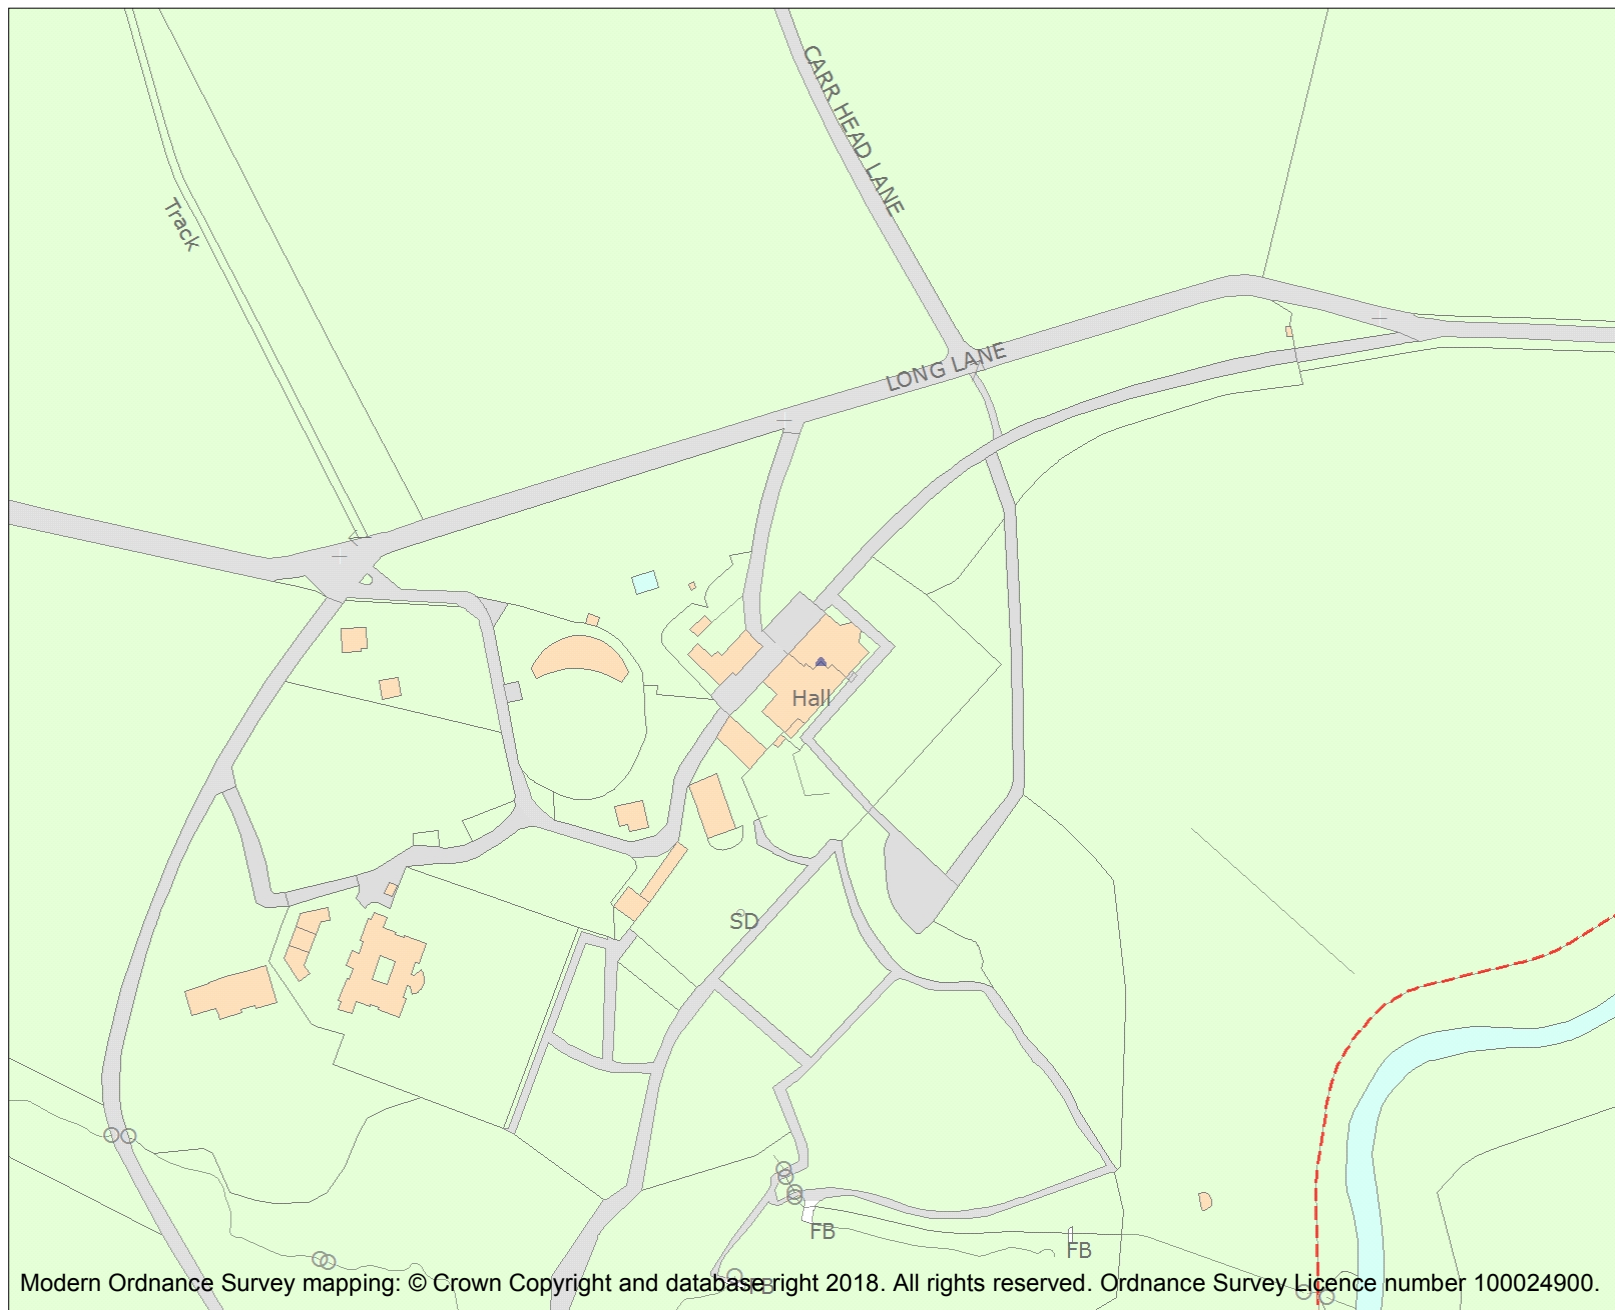 CARR HEAD LANE
Track
LONG LANE
Hall
SD
FB
FB
FB
Modern Ordnance Survey mapping: © Crown Copyright and database right 2018. All rights reserved. Ordnance Survey Licence number 100024900.